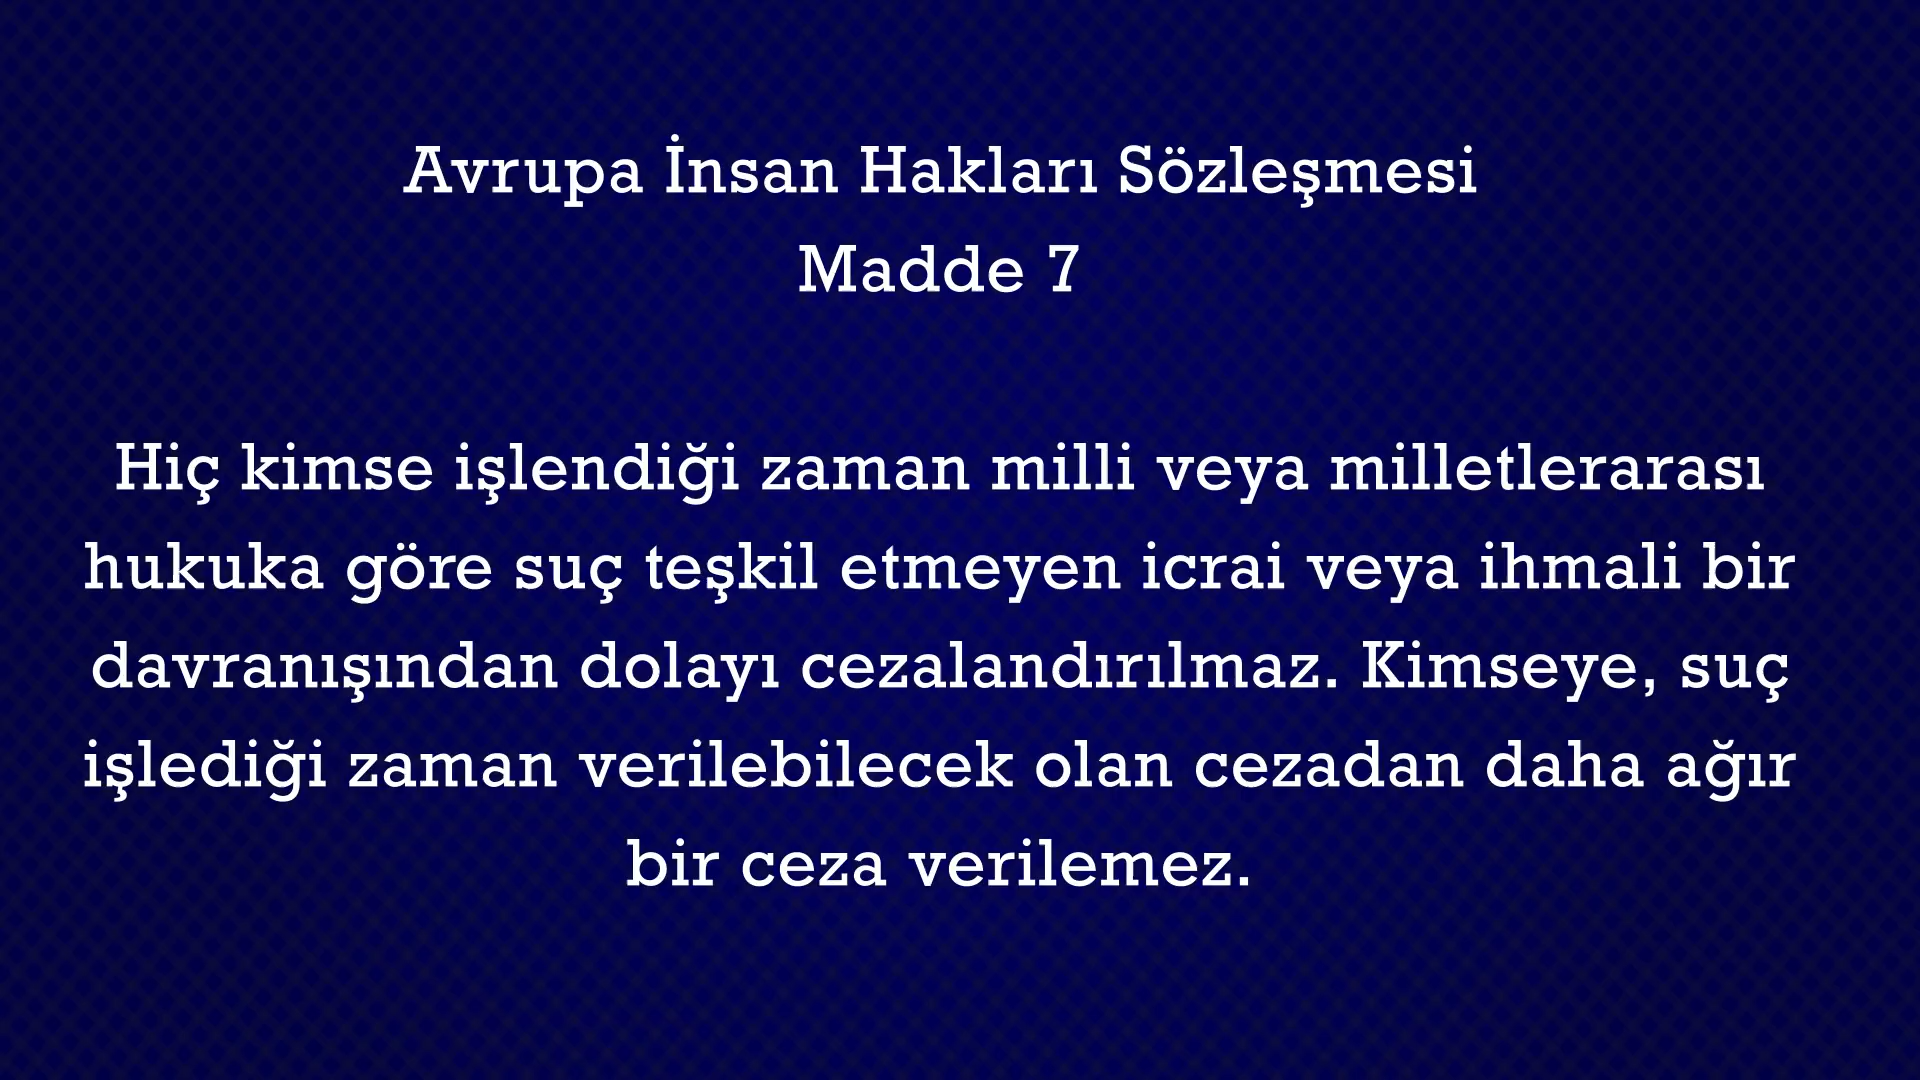 Avrupa İnsan Hakları Sözleşmesi
Madde 7
Hiç kimse işlendiği zaman milli veya milletlerarası
hukuka göre suç teşkil etmeyen icrai veya ihmali bir
davranışından dolayı cezalandırılmaz. Kimseye, suç
işlediği zaman verilebilecek olan cezadan daha ağır
bir ceza verilemez.